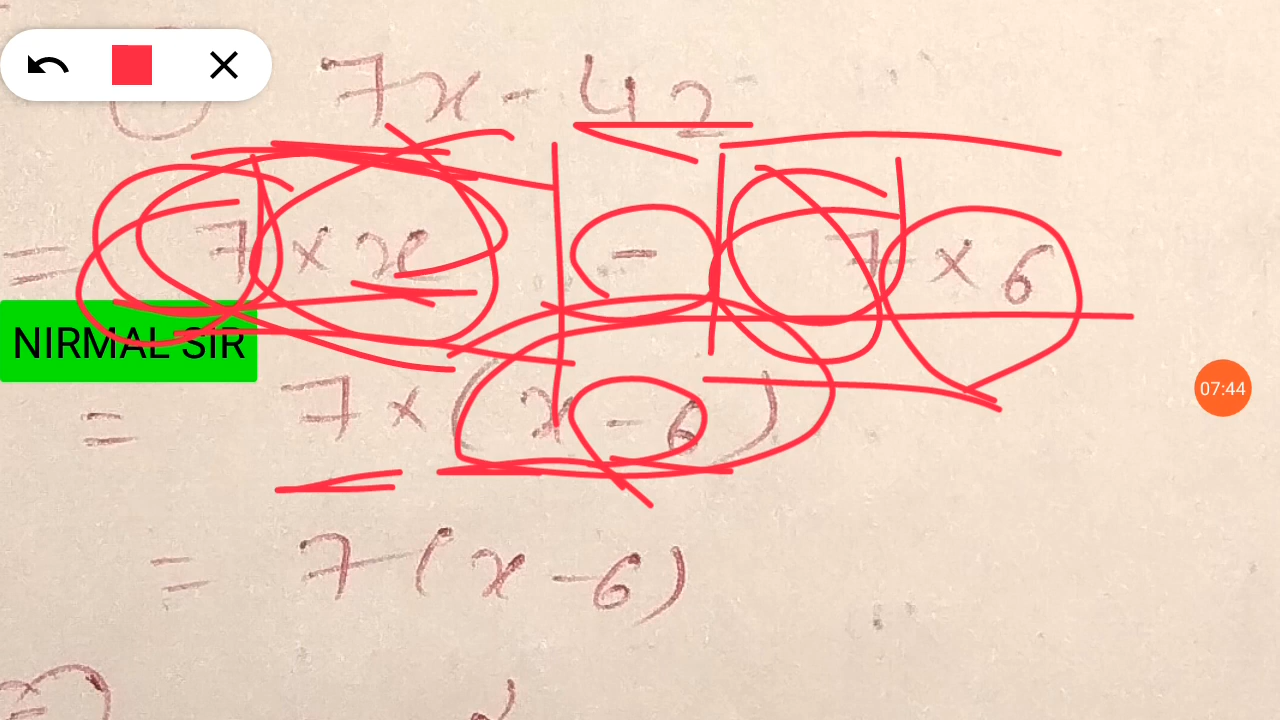 7x - 42
= 7 × x - 7 × 6
NIRMAL SIR
= 7 × (x - 6)
07:44
= 7 (x - 6)